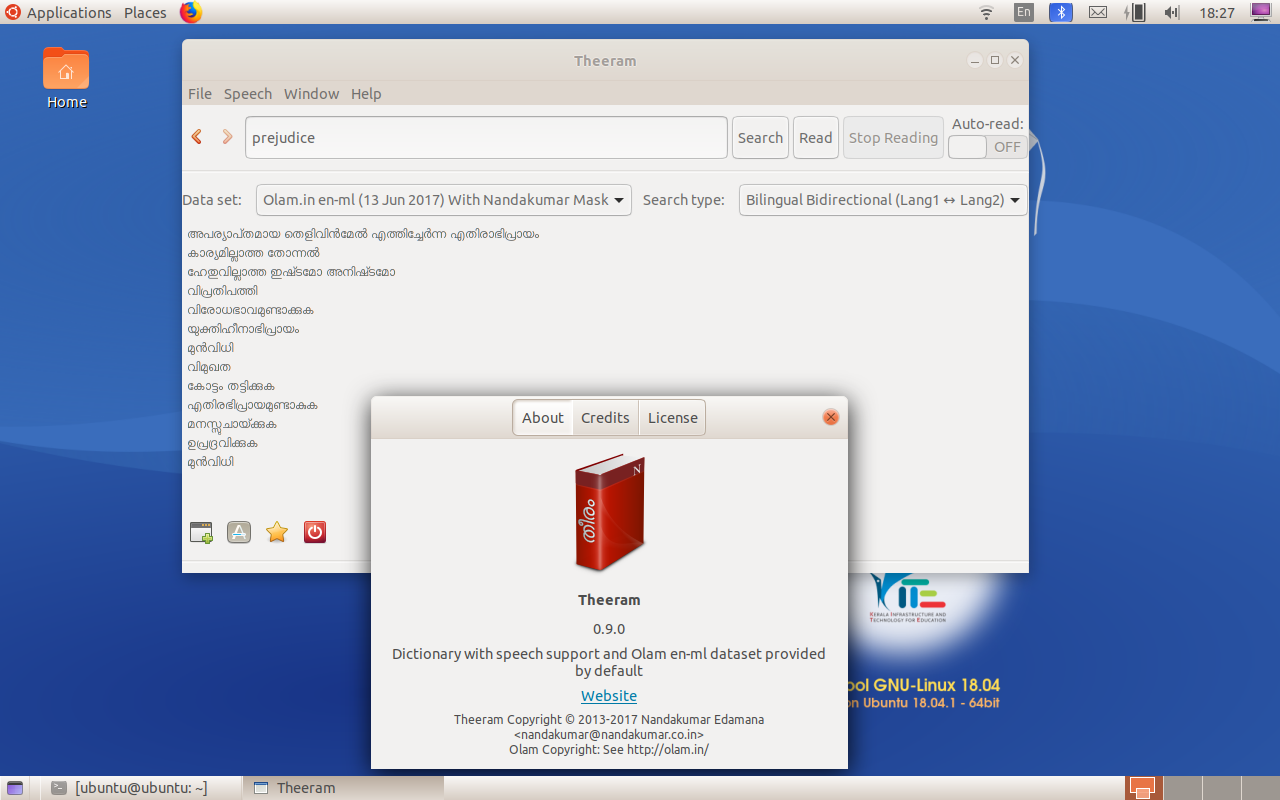 Applications Places
En
18:27
Home
Theeram
File Speech Window Help
prejudice
Search
Read
Stop Reading
Auto-read:
OFF
Data set:
Olam.in en-ml (13 Jun 2017) With Nandakumar Mask
Search type:
Bilingual Bidirectional (Lang1 ↔ Lang2)
അപര്യാപ്തമായ തെളിവിൻമേൽ എത്തിച്ചേർന്ന എതിരാഭിപ്രായം
കാര്യമില്ലാത്ത തോന്നൽ
ഹേതുവില്ലാത്ത ഇഷ്ടമോ അനിഷ്ടമോ
വിപ്രതിപത്തി
വിരോധഭാവമുണ്ടാക്കുക
യുക്തിഹീനാഭിപ്രായം
മുൻവിധി
വിമുഖത
കോട്ടം തട്ടിക്കുക
എതിരഭിപ്രായമുണ്ടാകുക
മനസ്സുചായ്ക്കുക
ഉപ്രദ്രവിക്കുക
മുൻവിധി
About
Credits
License
N
തീരം
Theeram
0.9.0
Dictionary with speech support and Olam en-ml dataset provided
by default
Website
Theeram Copyright © 2013-2017 Nandakumar Edamana
<nandakumar@nandakumar.co.in>
Olam Copyright: See http://olam.in/
KERALA INFRASTRUCTURE AND
TECHNOLOGY FOR EDUCATION
ool GNU-Linux 18.04
on Ubuntu 18.04.1 - 64bit
[ubuntu@ubuntu: ~]
Theeram